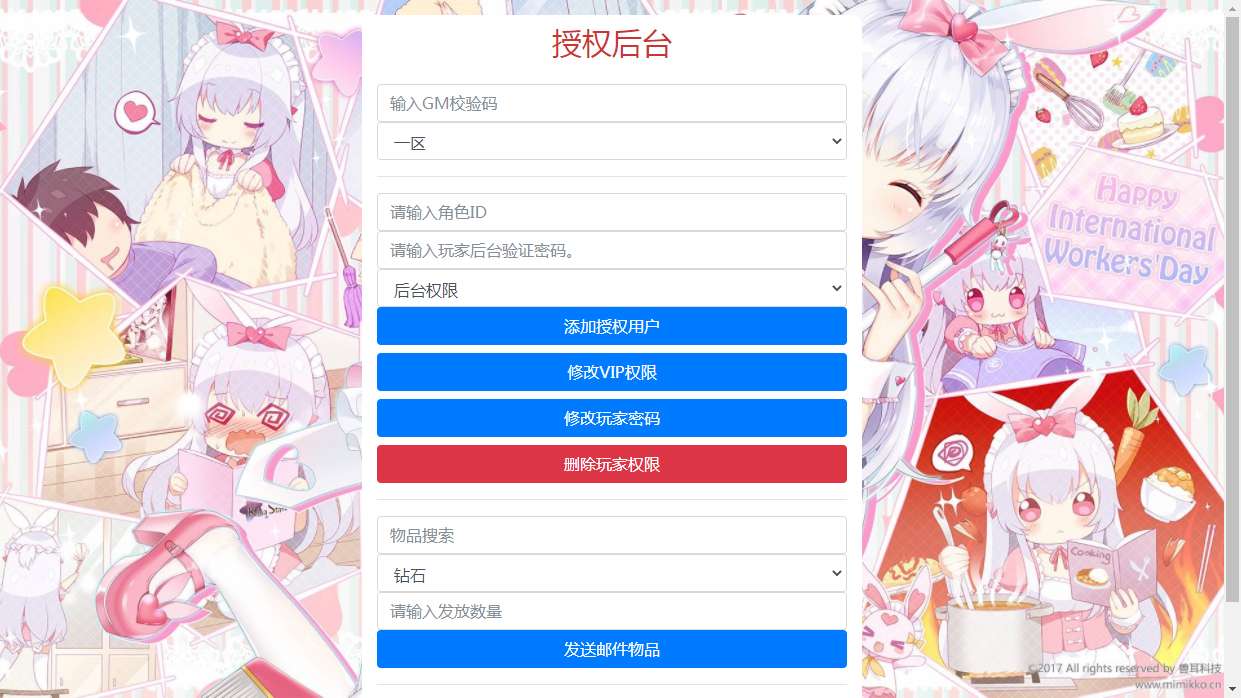 授权后台
输入GM校验码
一区
请输入角色ID
请输入玩家后台验证密码。
后台权限
添加授权用户
修改VIP权限
修改玩家密码
删除玩家权限
物品搜索
钻石
请输入发放数量
发送邮件物品
Happy
International
Workers'Day
Cooking
©2017 All rights reserved by 兽耳科技
www.mimikko.cn